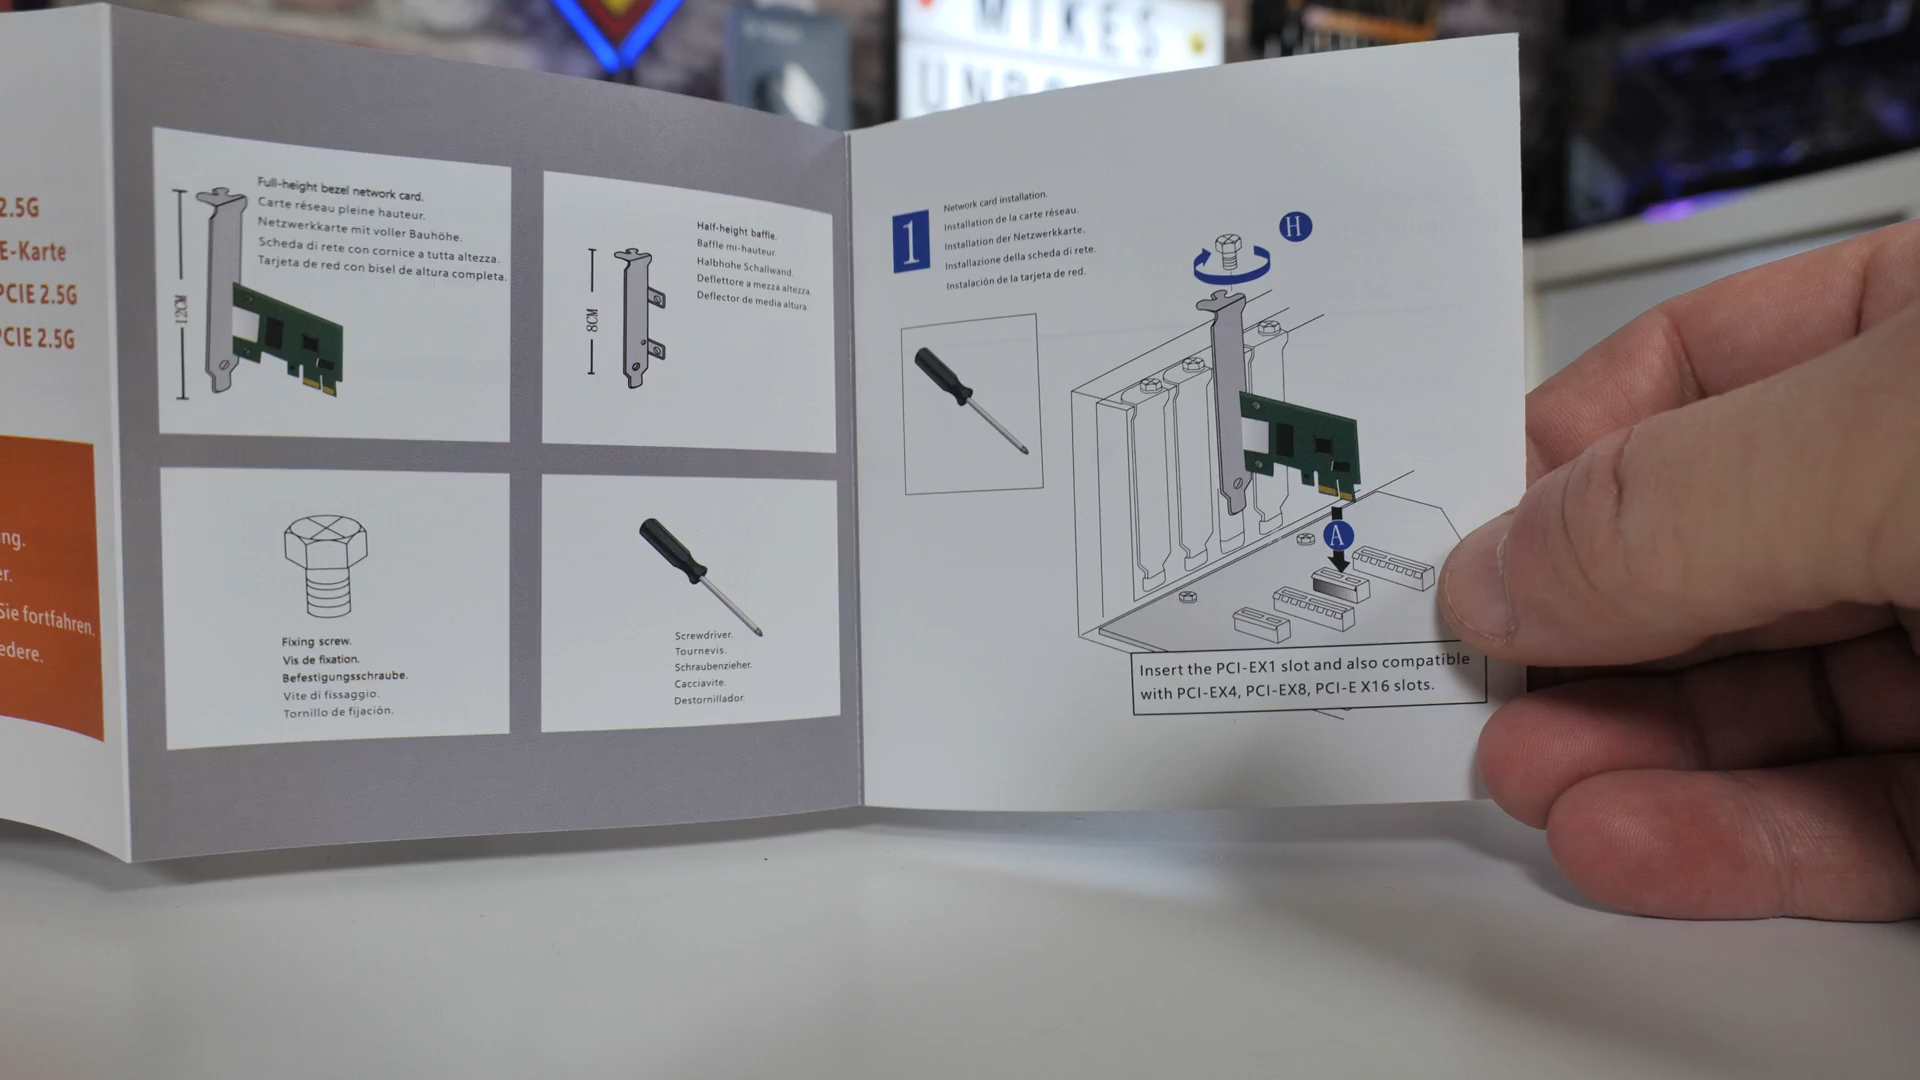 MIKES
2.5G
E-Karte
PCIE 2.5G
PCIE 2.5G
ng.
er.
Sie fortfahren.
edere.
12CM
Full-height bezel network card.
Carte réseau pleine hauteur.
Netzwerkkarte mit voller Bauhöhe.
Scheda di rete con cornice a tutta altezza.
Tarjeta de red con bisel de altura completa.
8CM
Half-height baffle.
Baffle mi-hauteur.
Halbhohe Schallwand.
Deflettore a mezza altezza.
Deflector de media altura.
Fixing screw.
Vis de fixation.
Befestigungsschraube.
Vite di fissaggio.
Tornillo de fijación.
Screwdriver.
Tournevis.
Schraubenzieher.
Cacciavite.
Destornillador.
1
Network card installation.
Installation de la carte réseau.
Installation der Netzwerkkarte.
Installazione della scheda di rete.
Instalación de la tarjeta de red.
H
A
Insert the PCI-EX1 slot and also compatible
with PCI-EX4, PCI-EX8, PCI-E X16 slots.